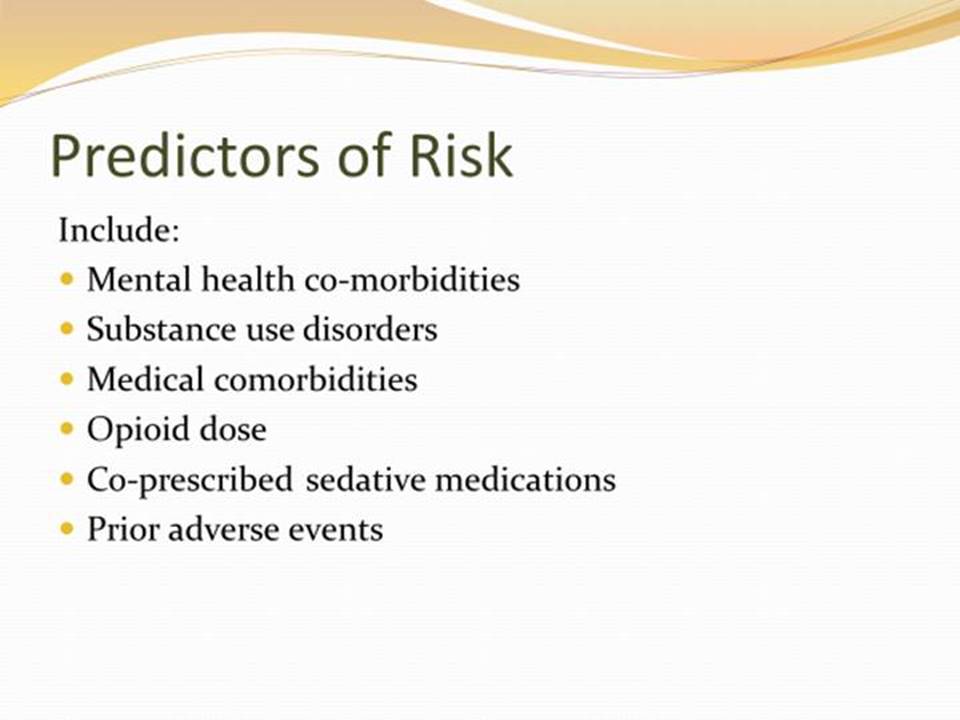 Predictors of Risk
Include:
Mental health co-morbidities
Substance use disorders
Medical comorbidities
Opioid dose
Co-prescribed sedative medications
Prior adverse events